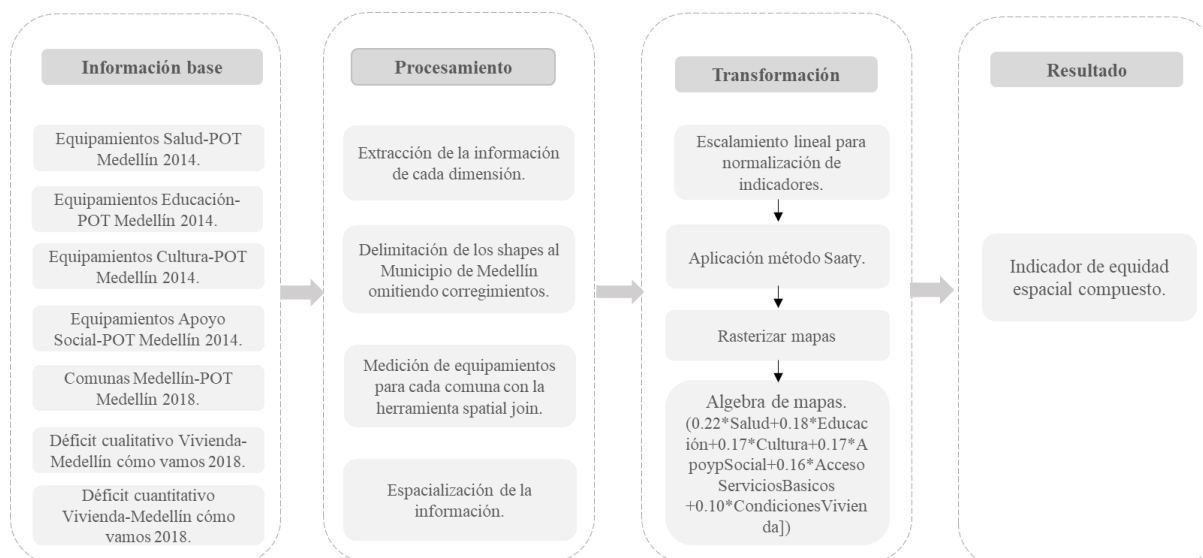 Información base
Equipamientos Salud-POT
Medellín 2014.
Equipamientos Educación-
POT Medellín 2014.
Equipamientos Cultura-POT
Medellín 2014.
Equipamientos Apoyo
Social-POT Medellín 2014.
Comunas Medellín-POT
Medellín 2018.
Déficit cualitativo Vivienda-
Medellín cómo vamos 2018.
Déficit cuantitativo
Vivienda-Medellín cómo
vamos 2018.
Procesamiento
Extracción de la información
de cada dimensión.
Delimitación de los shapes al
Municipio de Medellín
omitiendo corregimientos.
Medición de equipamientos
para cada comuna con la
herramienta spatial join.
Espacialización de la
información.
Transformación
Escalamiento lineal para
normalización de
indicadores.
Aplicación método Saaty.
Rasterizar mapas
Algebra de mapas.
(0.22*Salud+0.18*Educac
ión+0.17*Cultura+0.17*A
poypSocial+0.16*Acceso
ServiciosBasicos
+0.10*CondicionesVivien
da])
Resultado
Indicador de equidad
espacial compuesto.